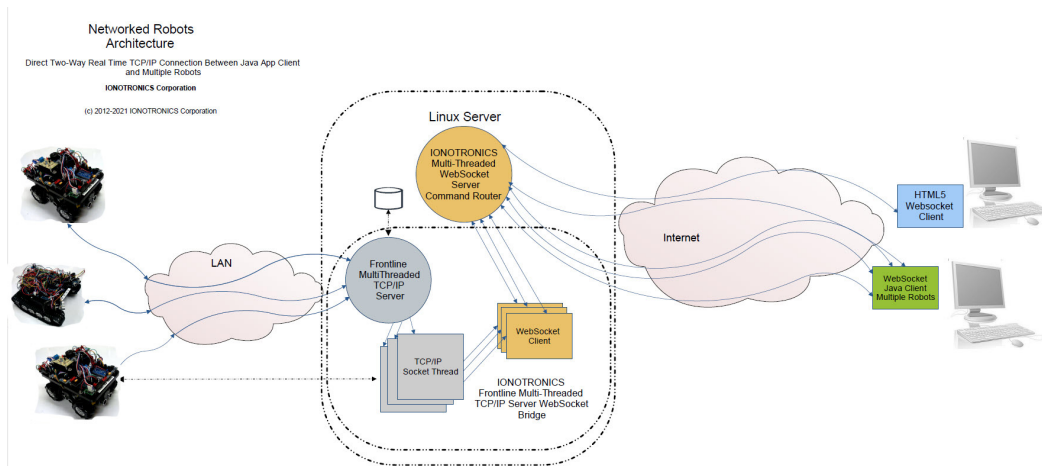 Networked Robots
Architecture
Direct Two-Way Real Time TCP/IP Connection Between Java App Client
and Multiple Robots
IONOTRONICS Corporation
(c) 2012-2021 IONOTRONICS Corporation
Linux Server
IONOTRONICS
Multi-Threaded
WebSocket
Server
Command Router
HTML5
Websocket
Client
Internet
LAN
Frontline
MultiThreaded
TCP/IP
Server
WebSocket
Java Client
Multiple Robots
WebSocket
Client
TCP/IP
Socket Thread
IONOTRONICS
Frontline Multi-Threaded
TCP/IP Server WebSocket
Bridge